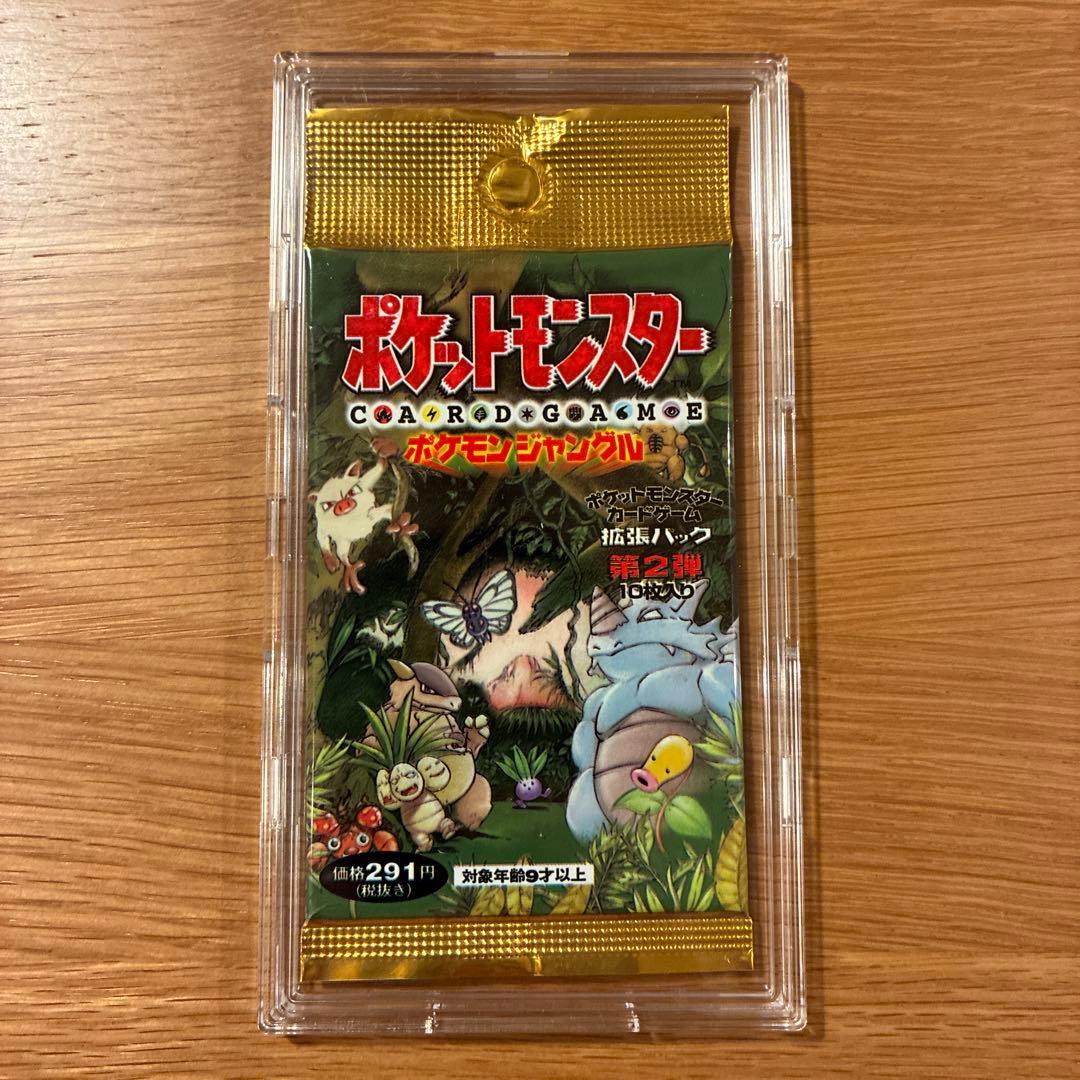 ポケットモンスター
TM
CARDGAME
ポケモンジャングル
ポケットモンスター
カードゲーム
拡張パック
第2弾
10枚入り
価格291円
(税抜き)
対象年齢9才以上